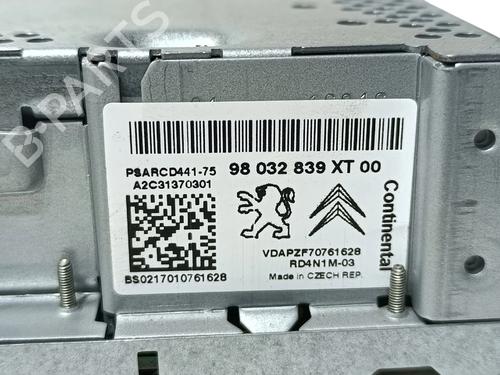 PSARCD441-75
A2C31370301
98 032 839 XT 00
Continental
VDAPZF70761628
RD4N1M-03
Made in CZECH REP.
BS0217010761628
B-PARTS